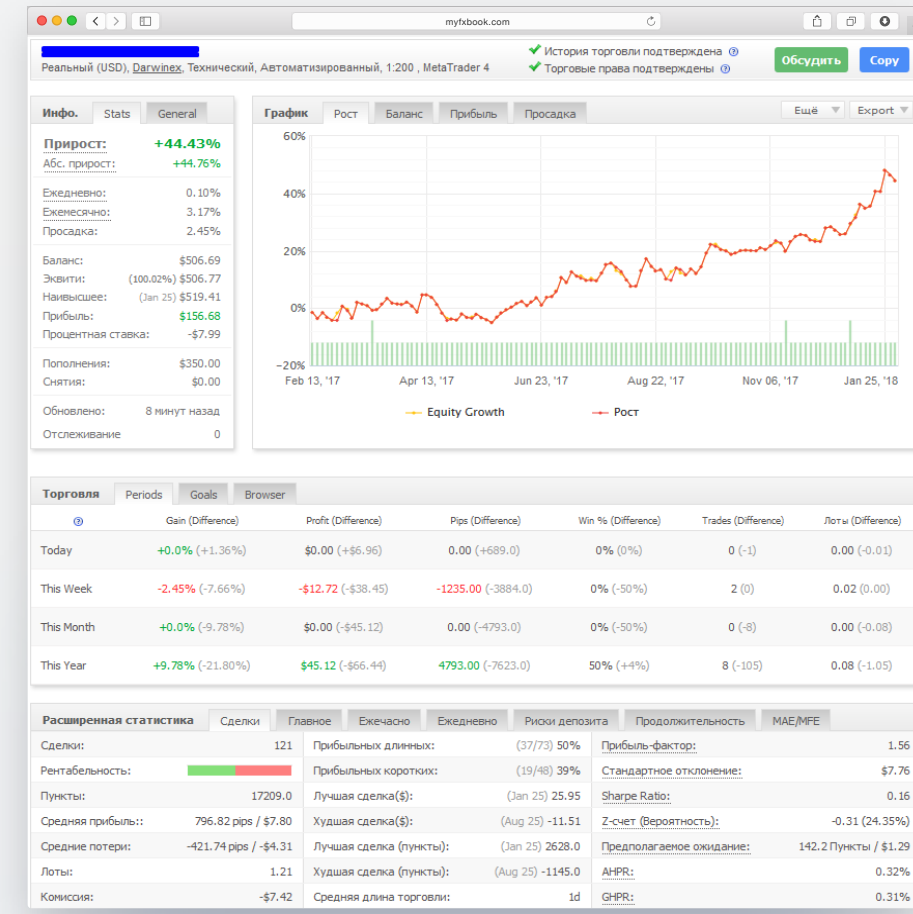 myfxbook.com
Реальный (USD), Darwinex, Технический, Автоматизированный, 1:200 , MetaTrader 4
История торговли подтверждена
Торговые права подтверждены
Обсудить
Copy
Инфо. Stats General
Прирост: +44.43%
Абс. прирост: +44.76%
Ежедневно: 0.10%
Ежемесячно: 3.17%
Просадка: 2.45%
Баланс: $506.69
Эквити: (100.02%) $506.77
Наивысшее: (Jan 25) $519.41
Прибыль: $156.68
Процентная ставка: -$7.99
Пополнения: $350.00
Снятия: $0.00
Обновлено: 8 минут назад
Отслеживание 0
График Рост Баланс Прибыль Просадка Ещё Export
60%
40%
20%
0%
-20%
Feb 13, '17 Apr 13, '17 Jun 23, '17 Aug 22, '17 Nov 06, '17 Jan 25, '18
Equity Growth Рост
Торговля Periods Goals Browser
Gain (Difference) Profit (Difference) Pips (Difference) Win % (Difference) Trades (Difference) Лоты (Difference)
Today +0.0% (+1.36%) $0.00 (+$6.96) 0.00 (+689.0) 0% (0%) 0 (-1) 0.00 (-0.01)
This Week -2.45% (-7.66%) -$12.72 (-$38.45) -1235.00 (-3884.0) 0% (-50%) 2 (0) 0.02 (0.00)
This Month +0.0% (-9.78%) $0.00 (-$45.12) 0.00 (-4793.0) 0% (-50%) 0 (-8) 0.00 (-0.08)
This Year +9.78% (-21.80%) $45.12 (-$66.44) 4793.00 (-7623.0) 50% (+4%) 8 (-105) 0.08 (-1.05)
Расширенная статистика Сделки Главное Ежечасно Ежедневно Риски депозита Продолжительность MAE/MFE
Сделки: 121 Прибыльных длинных: (37/73) 50% Прибыль-фактор: 1.56
Рентабельность: Прибыльных коротких: (19/48) 39% Стандартное отклонение: $7.76
Пункты: 17209.0 Лучшая сделка($): (Jan 25) 25.95 Sharpe Ratio: 0.16
Средняя прибыль:: 796.82 pips / $7.80 Худшая сделка($): (Aug 25) -11.51 Z-счет (Вероятность): -0.31 (24.35%)
Средние потери: -421.74 pips / -$4.31 Лучшая сделка (пункты): (Jan 25) 2628.0 Предполагаемое ожидание: 142.2 Пункты / $1.29
Лоты: 1.21 Худшая сделка (пункты): (Aug 25) -1145.0 AHPR: 0.32%
Комиссия: -$7.42 Средняя длина торговли: 1d GHPR: 0.31%